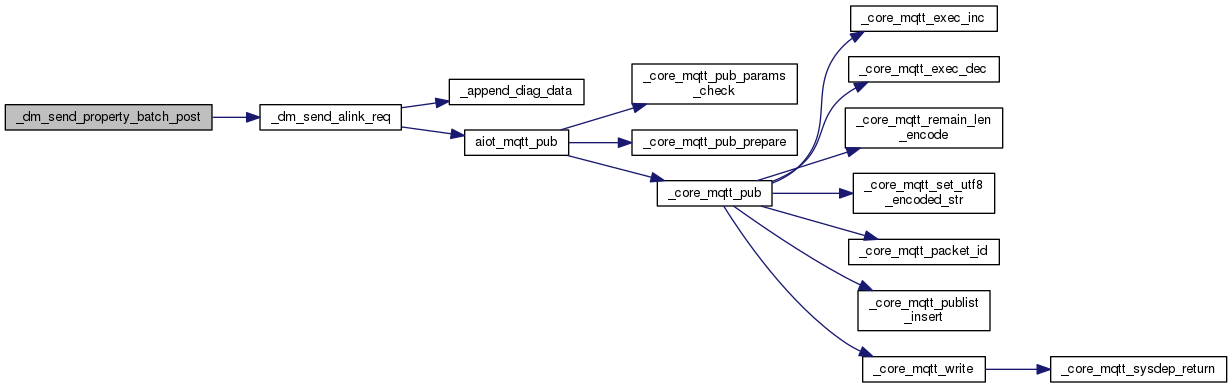 _dm_send_property_batch_post
_dm_send_alink_req
_append_diag_data
aiot_mqtt_pub
_core_mqtt_pub_params
_check
_core_mqtt_pub_prepare
_core_mqtt_pub
_core_mqtt_exec_inc
_core_mqtt_exec_dec
_core_mqtt_remain_len
_encode
_core_mqtt_set_utf8
_encoded_str
_core_mqtt_packet_id
_core_mqtt_publist
_insert
_core_mqtt_write
_core_mqtt_sysdep_return